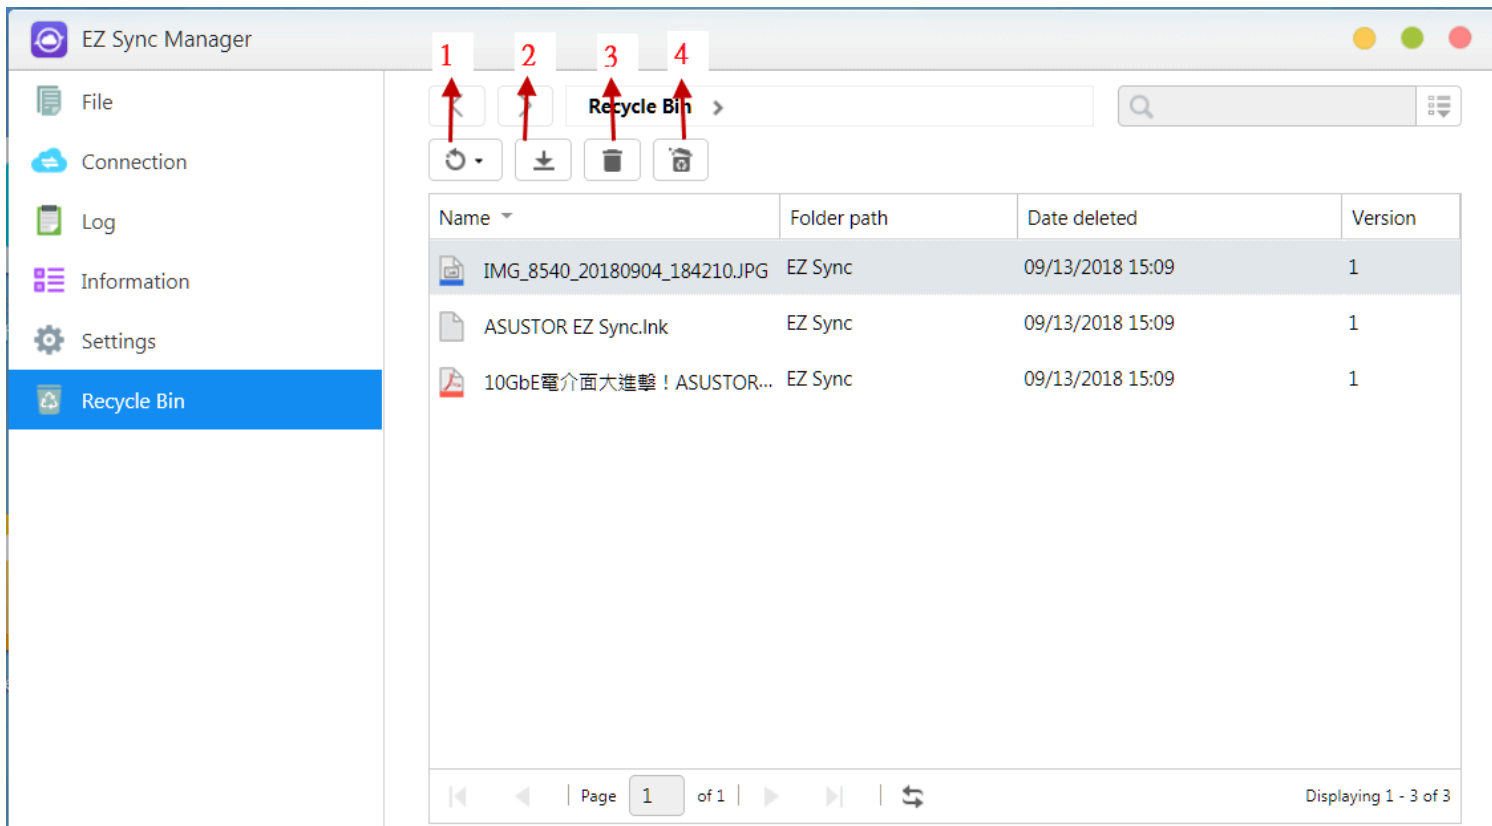 EZ Sync Manager
1 2 3 4
File
Connection
Log
Information
Settings
Recycle Bin
Recycle Bin
Name Folder path Date deleted Version
IMG_8540_20180904_184210.JPG EZ Sync 09/13/2018 15:09 1
ASUSTOR EZ Sync.lnk EZ Sync 09/13/2018 15:09 1
10GbE電介面大進擊！ASUSTOR... EZ Sync 09/13/2018 15:09 1
Page 1 of 1 Displaying 1 - 3 of 3